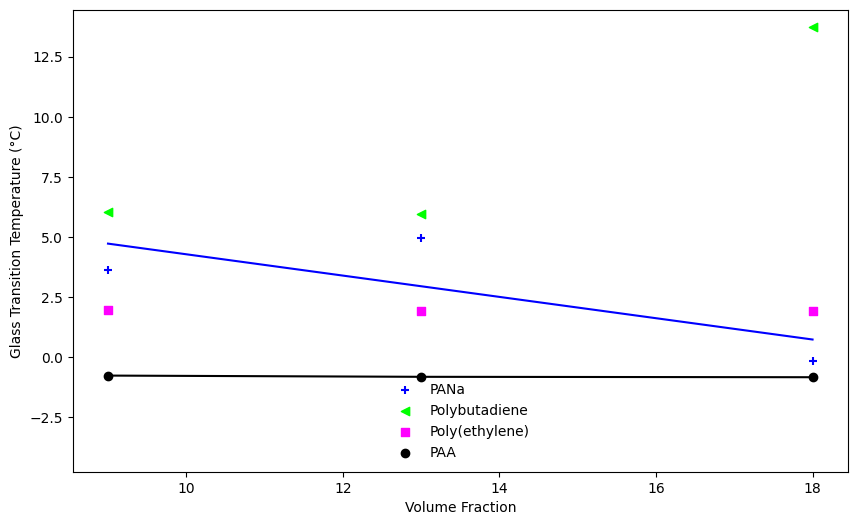 12.5
10.0
7.5
5.0
2.5
0.0
−2.5
Glass Transition Temperature (°C)
PANa
Polybutadiene
Poly(ethylene)
PAA
10 12 14 16 18
Volume Fraction